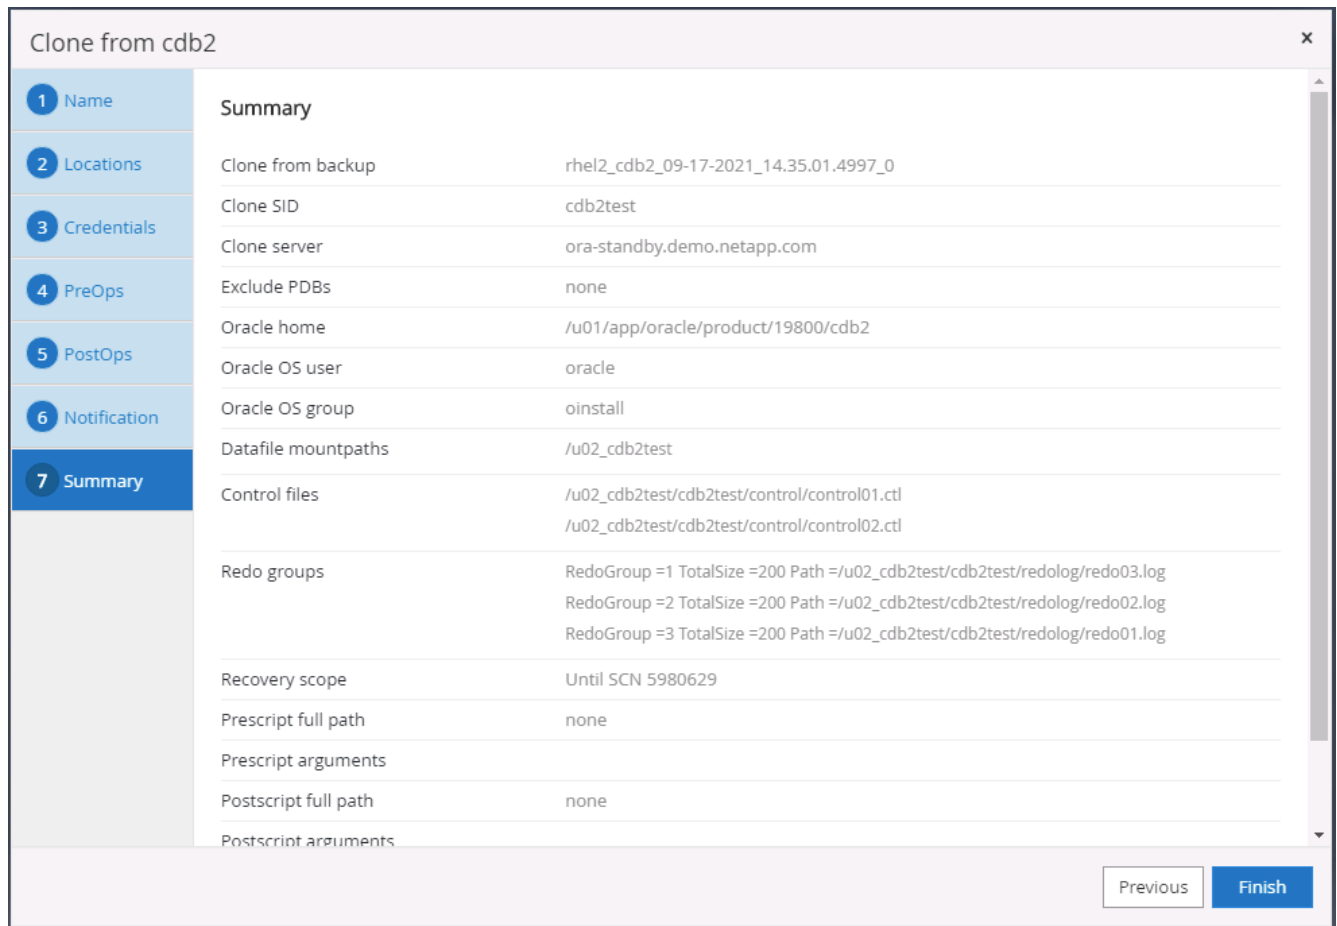 Clone from cdb2
×
1 Name
2 Locations
3 Credentials
4 PreOps
5 PostOps
6 Notification
7 Summary
Summary
Clone from backup rhel2_cdb2_09-17-2021_14.35.01.4997_0
Clone SID cdb2test
Clone server ora-standby.demo.netapp.com
Exclude PDBs none
Oracle home /u01/app/oracle/product/19800/cdb2
Oracle OS user oracle
Oracle OS group oinstall
Datafile mountpaths /u02_cdb2test
Control files /u02_cdb2test/cdb2test/control/control01.ctl
/u02_cdb2test/cdb2test/control/control02.ctl
Redo groups RedoGroup =1 TotalSize =200 Path =/u02_cdb2test/cdb2test/redolog/redo03.log
RedoGroup =2 TotalSize =200 Path =/u02_cdb2test/cdb2test/redolog/redo02.log
RedoGroup =3 TotalSize =200 Path =/u02_cdb2test/cdb2test/redolog/redo01.log
Recovery scope Until SCN 5980629
Prescript full path none
Prescript arguments
Postscript full path none
Postscript arguments
Previous Finish